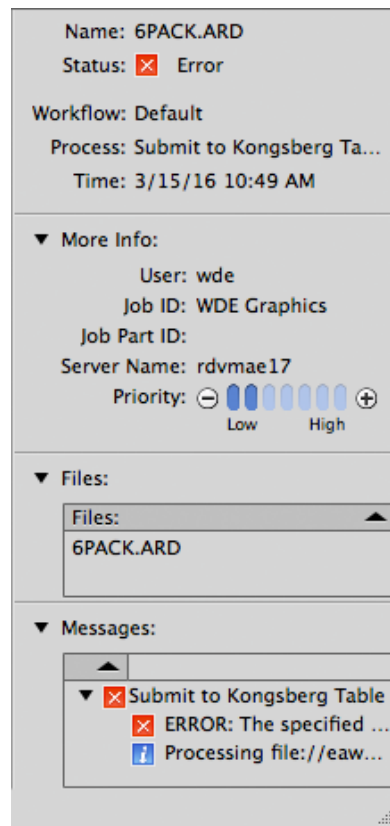 Name: 6PACK.ARD
Status: Error
Workflow: Default
Process: Submit to Kongsberg Ta...
Time: 3/15/16 10:49 AM
More Info:
User: wde
Job ID: WDE Graphics
Job Part ID:
Server Name: rdvmae17
Priority:
Low High
Files:
Files:
6PACK.ARD
Messages:
Submit to Kongsberg Table
ERROR: The specified ...
Processing file://eaw...